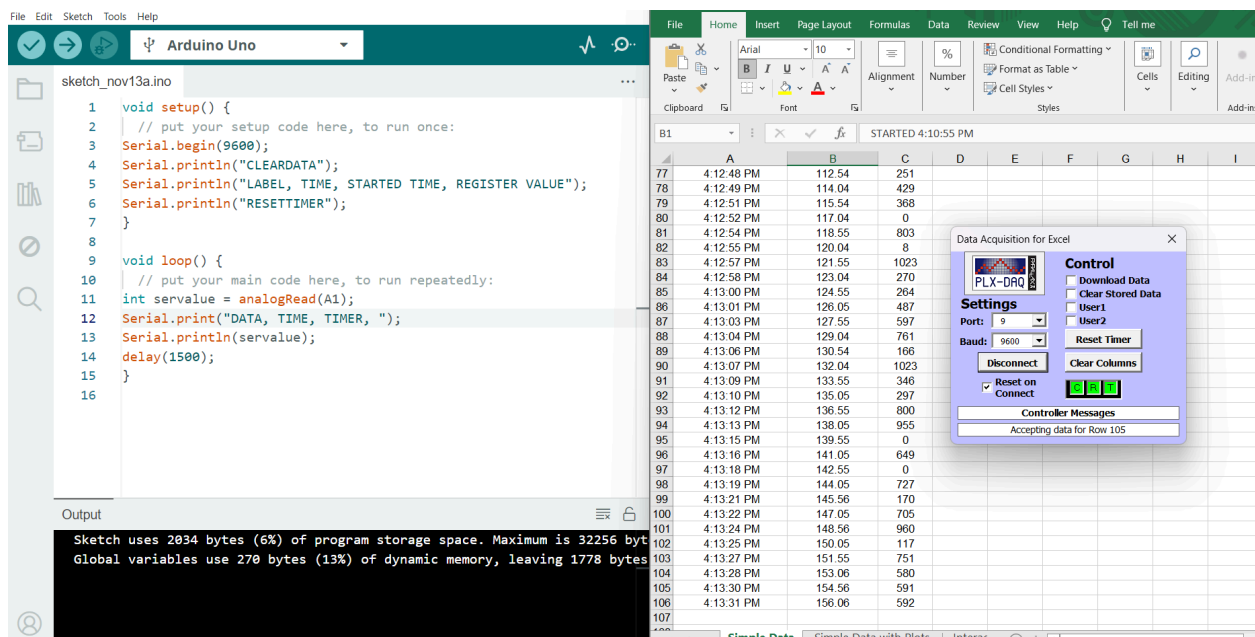 File Edit Sketch Tools Help
Arduino Uno
sketch_nov13a.ino
1 void setup() {
2 // put your setup code here, to run once:
3 Serial.begin(9600);
4 Serial.println("CLEARDATA");
5 Serial.println("LABEL, TIME, STARTED TIME, REGISTER VALUE");
6 Serial.println("RESETTIMER");
7 }
8
9 void loop() {
10 // put your main code here, to run repeatedly:
11 int servalue = analogRead(A1);
12 Serial.print("DATA, TIME, TIMER, ");
13 Serial.println(servalue);
14 delay(1500);
15 }
16
Output
Sketch uses 2034 bytes (6%) of program storage space. Maximum is 32256 byt
Global variables use 270 bytes (13%) of dynamic memory, leaving 1778 bytes
File Home Insert Page Layout Formulas Data Review View Help Tell me
Paste
Clipboard
Arial 10
B I U A A
A
Font
Alignment
%
Number
Conditional Formatting
Format as Table
Cell Styles
Styles
Cells
Editing
Add-in
Add-in
B1 fx STARTED 4:10:55 PM
A B C D E F G H I
77 4:12:48 PM 112.54 251
78 4:12:49 PM 114.04 429
79 4:12:51 PM 115.54 368
80 4:12:52 PM 117.04 0
81 4:12:54 PM 118.55 803
82 4:12:55 PM 120.04 8
83 4:12:57 PM 121.55 1023
84 4:12:58 PM 123.04 270
85 4:13:00 PM 124.55 264
86 4:13:01 PM 126.05 487
87 4:13:03 PM 127.55 597
88 4:13:04 PM 129.04 761
89 4:13:06 PM 130.54 166
90 4:13:07 PM 132.04 1023
91 4:13:09 PM 133.55 346
92 4:13:10 PM 135.05 297
93 4:13:12 PM 136.55 800
94 4:13:13 PM 138.05 955
95 4:13:15 PM 139.55 0
96 4:13:16 PM 141.05 649
97 4:13:18 PM 142.55 0
98 4:13:19 PM 144.05 727
99 4:13:21 PM 145.56 170
100 4:13:22 PM 147.05 705
101 4:13:24 PM 148.56 960
102 4:13:25 PM 150.05 117
103 4:13:27 PM 151.55 751
104 4:13:28 PM 153.06 580
105 4:13:30 PM 154.56 591
106 4:13:31 PM 156.06 592
107
Simple Data Simple Data with Plots Interac
Data Acquisition for Excel
PLX-DAQ
Settings
Port: 9
Baud: 9600
Disconnect
Reset on
Connect
Control
Download Data
Clear Stored Data
User1
User2
Reset Timer
Clear Columns
C R T
Controller Messages
Accepting data for Row 105